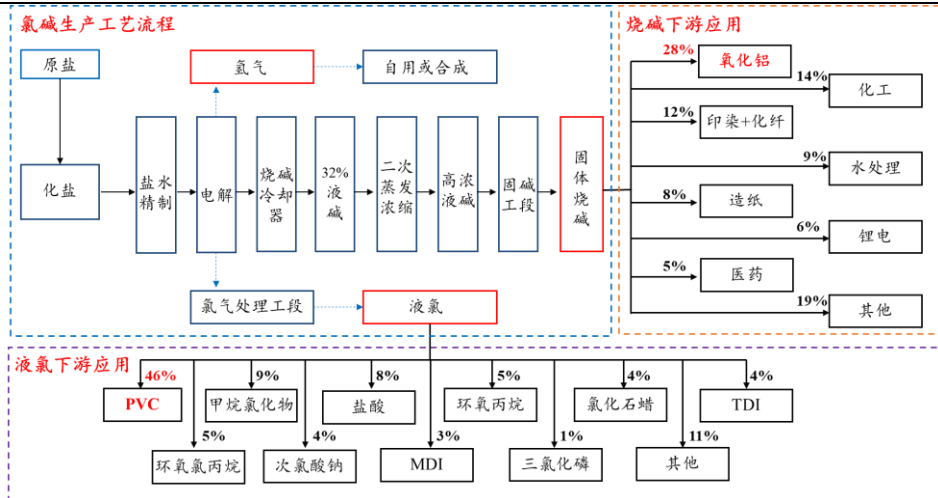 氯碱生产工艺流程
烧碱下游应用
原盐
氢气
自用或合成
化盐
盐水
精制
电解
烧碱
冷却
器
32%
液
碱
二次
蒸发
浓缩
高浓
液碱
固碱
工段
固
体
烧
碱
氯气处理工段
液氯
28%
氧化铝
14%
化工
12%
印染+化纤
9%
水处理
8%
造纸
6%
锂电
5%
医药
19%
其他
液氯下游应用
46%
PVC
9%
甲烷氯化物
8%
盐酸
5%
环氧丙烷
4%
氯化石蜡
4%
TDI
5%
环氧氯丙烷
4%
次氯酸钠
3%
MDI
1%
三氯化磷
11%
其他